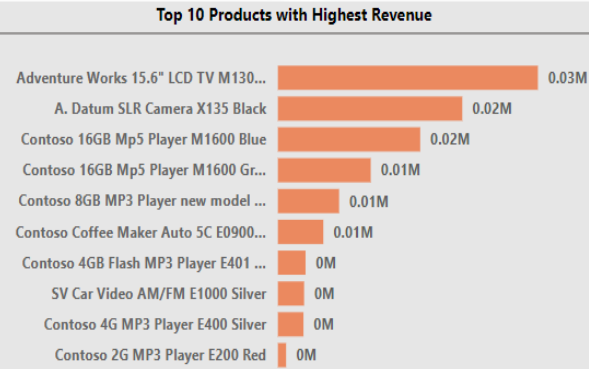 Top 10 Products with Highest Revenue
Adventure Works 15.6" LCD TV M130... 0.03M
A. Datum SLR Camera X135 Black 0.02M
Contoso 16GB Mp5 Player M1600 Blue 0.02M
Contoso 16GB Mp5 Player M1600 Gr... 0.01M
Contoso 8GB MP3 Player new model ... 0.01M
Contoso Coffee Maker Auto 5C E0900... 0.01M
Contoso 4GB Flash MP3 Player E401 ... 0M
SV Car Video AM/FM E1000 Silver 0M
Contoso 4G MP3 Player E400 Silver 0M
Contoso 2G MP3 Player E200 Red 0M